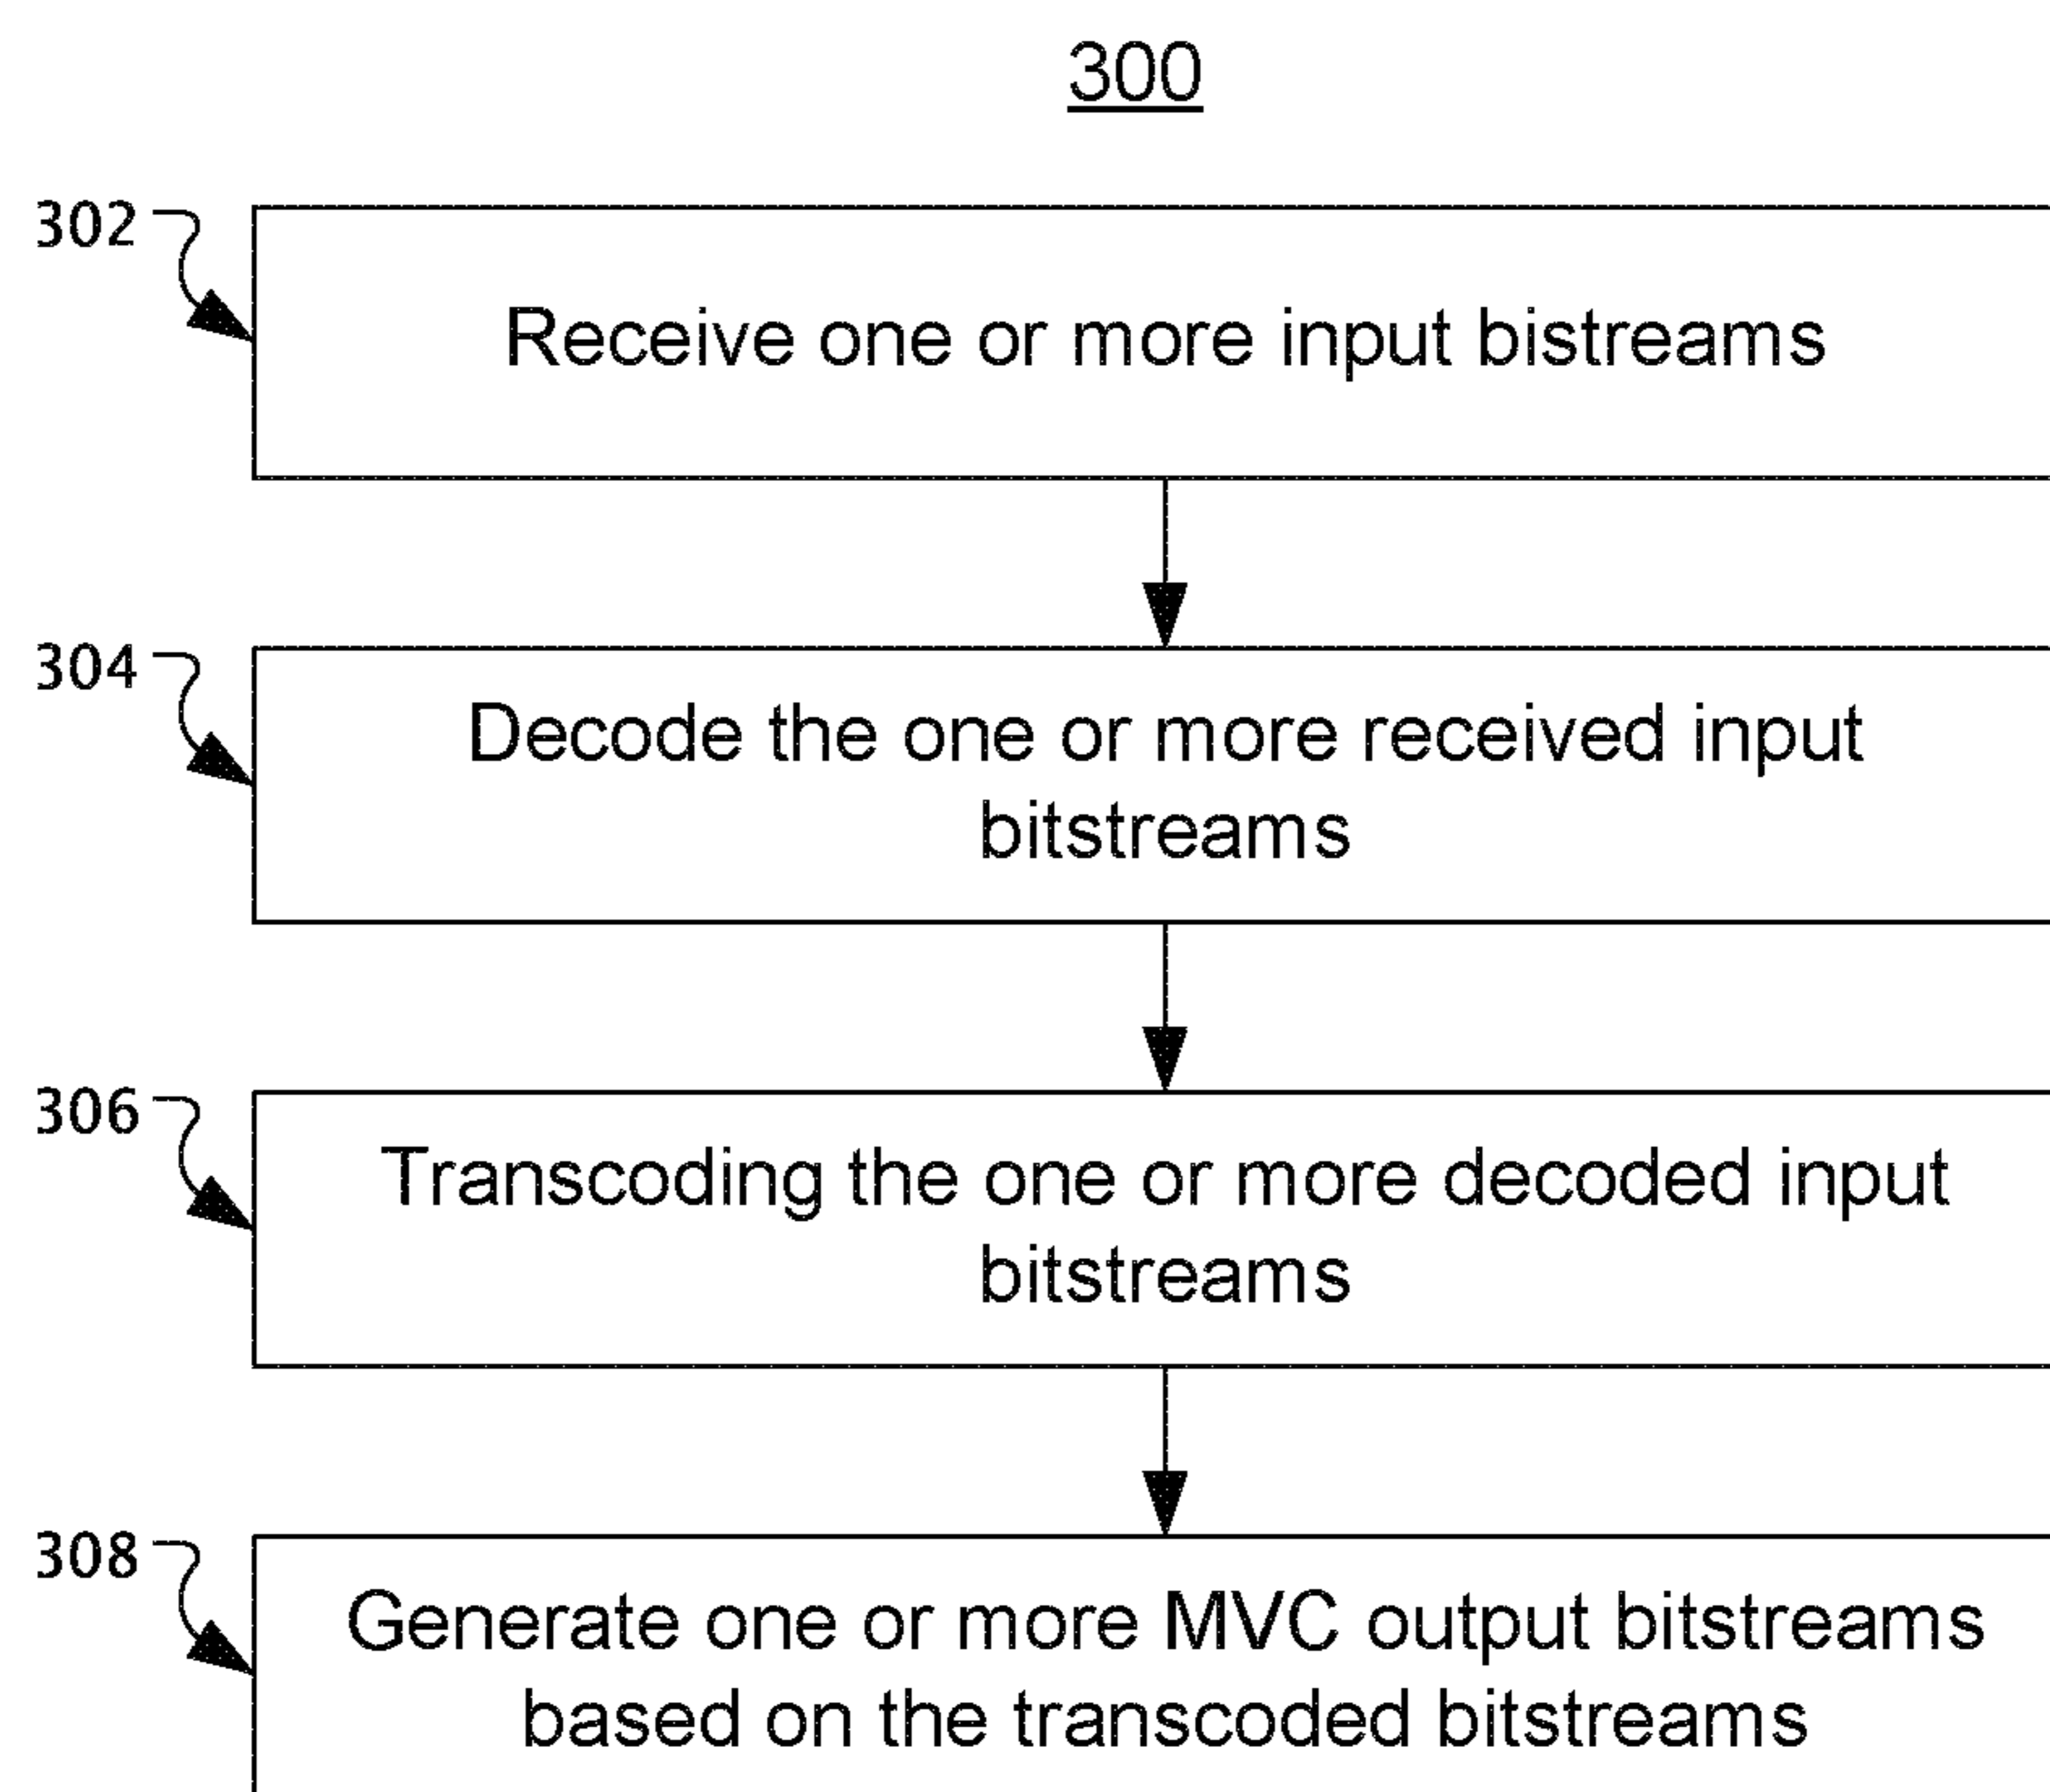 300
302
Receive one or more input bistreams
304
Decode the one or more received input
bitstreams
306
Transcoding the one or more decoded input
bitstreams
308
Generate one or more MVC output bitstreams
based on the transcoded bitstreams